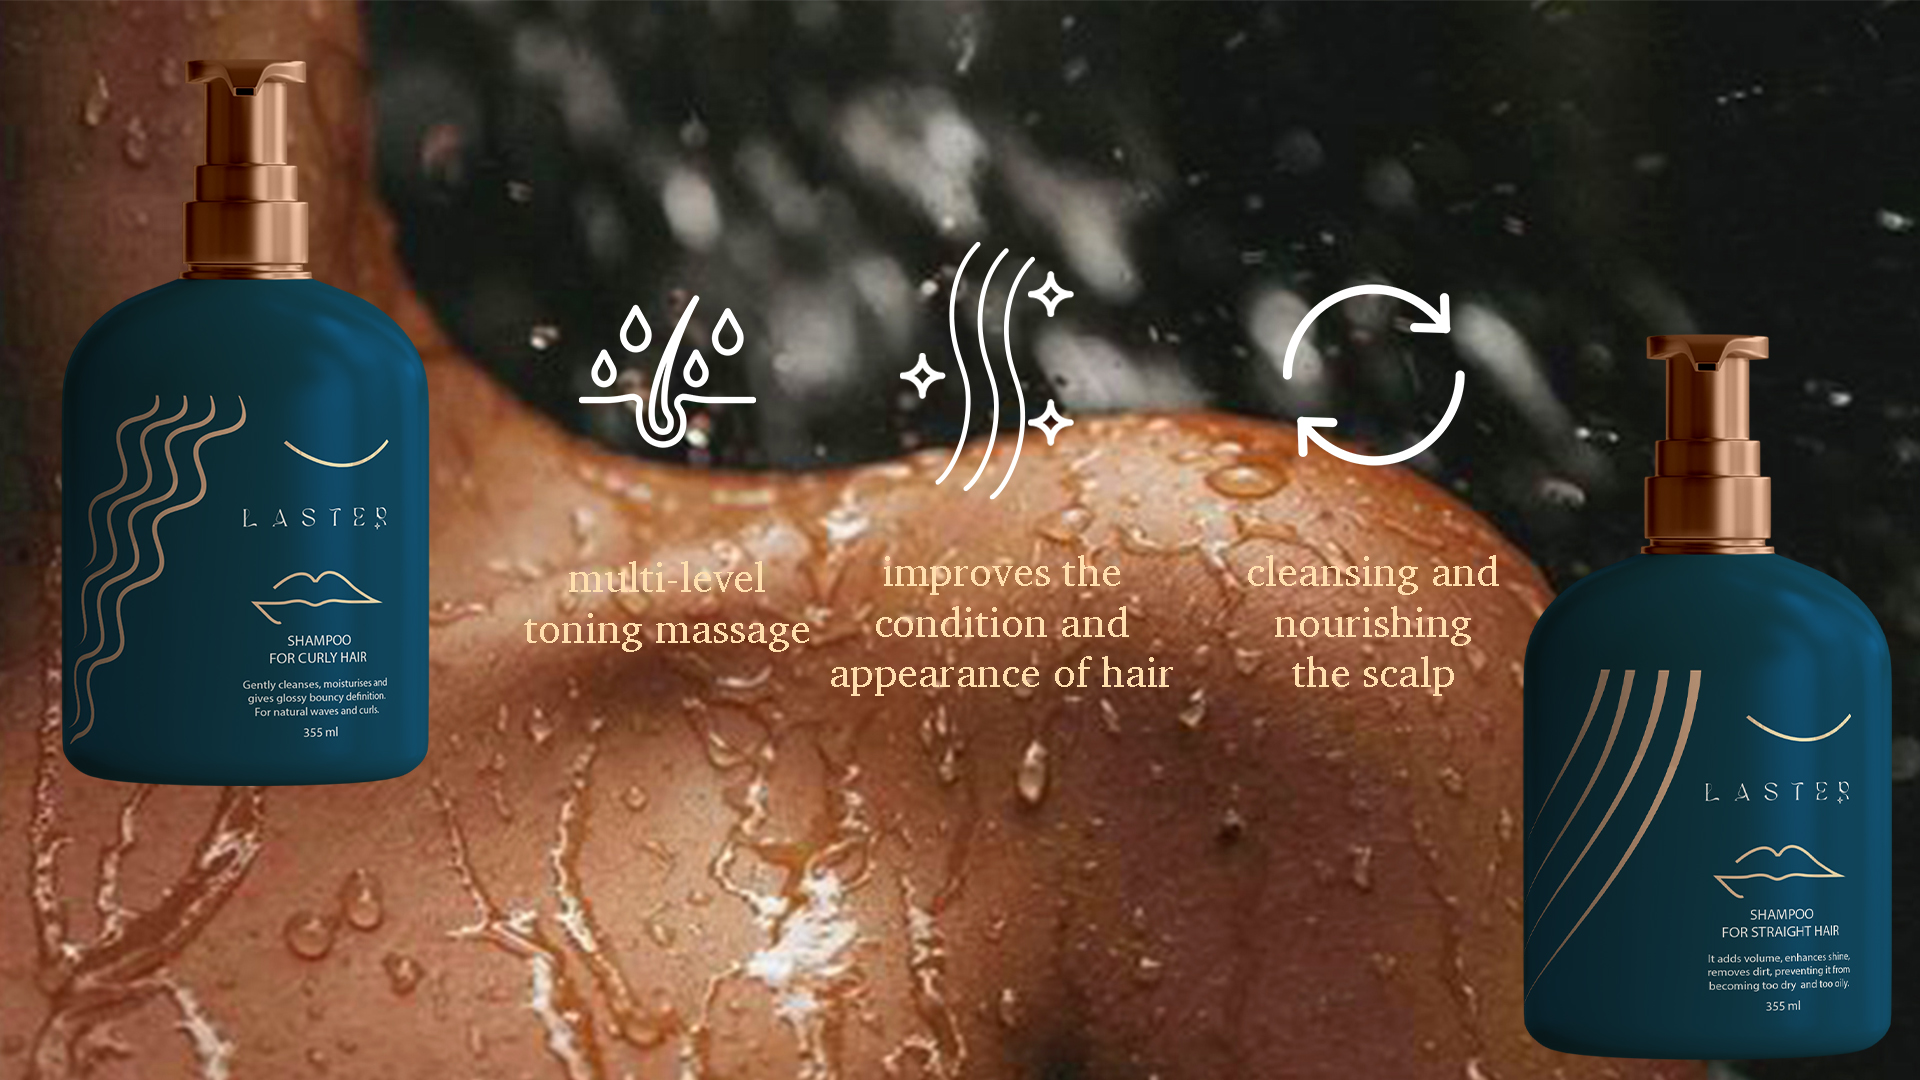 LASTER
SHAMPOO
FOR CURLY HAIR
Gently cleanses, moisturises and
gives glossy bouncy definition.
For natural waves and curls.
355 ml
multi-level
toning massage
improves the
condition and
appearance of hair
cleansing and
nourishing
the scalp
LASTER
SHAMPOO
FOR STRAIGHT HAIR
It adds volume, enhances shine,
removes dirt, preventing it from
becoming too dry and too oily.
355 ml